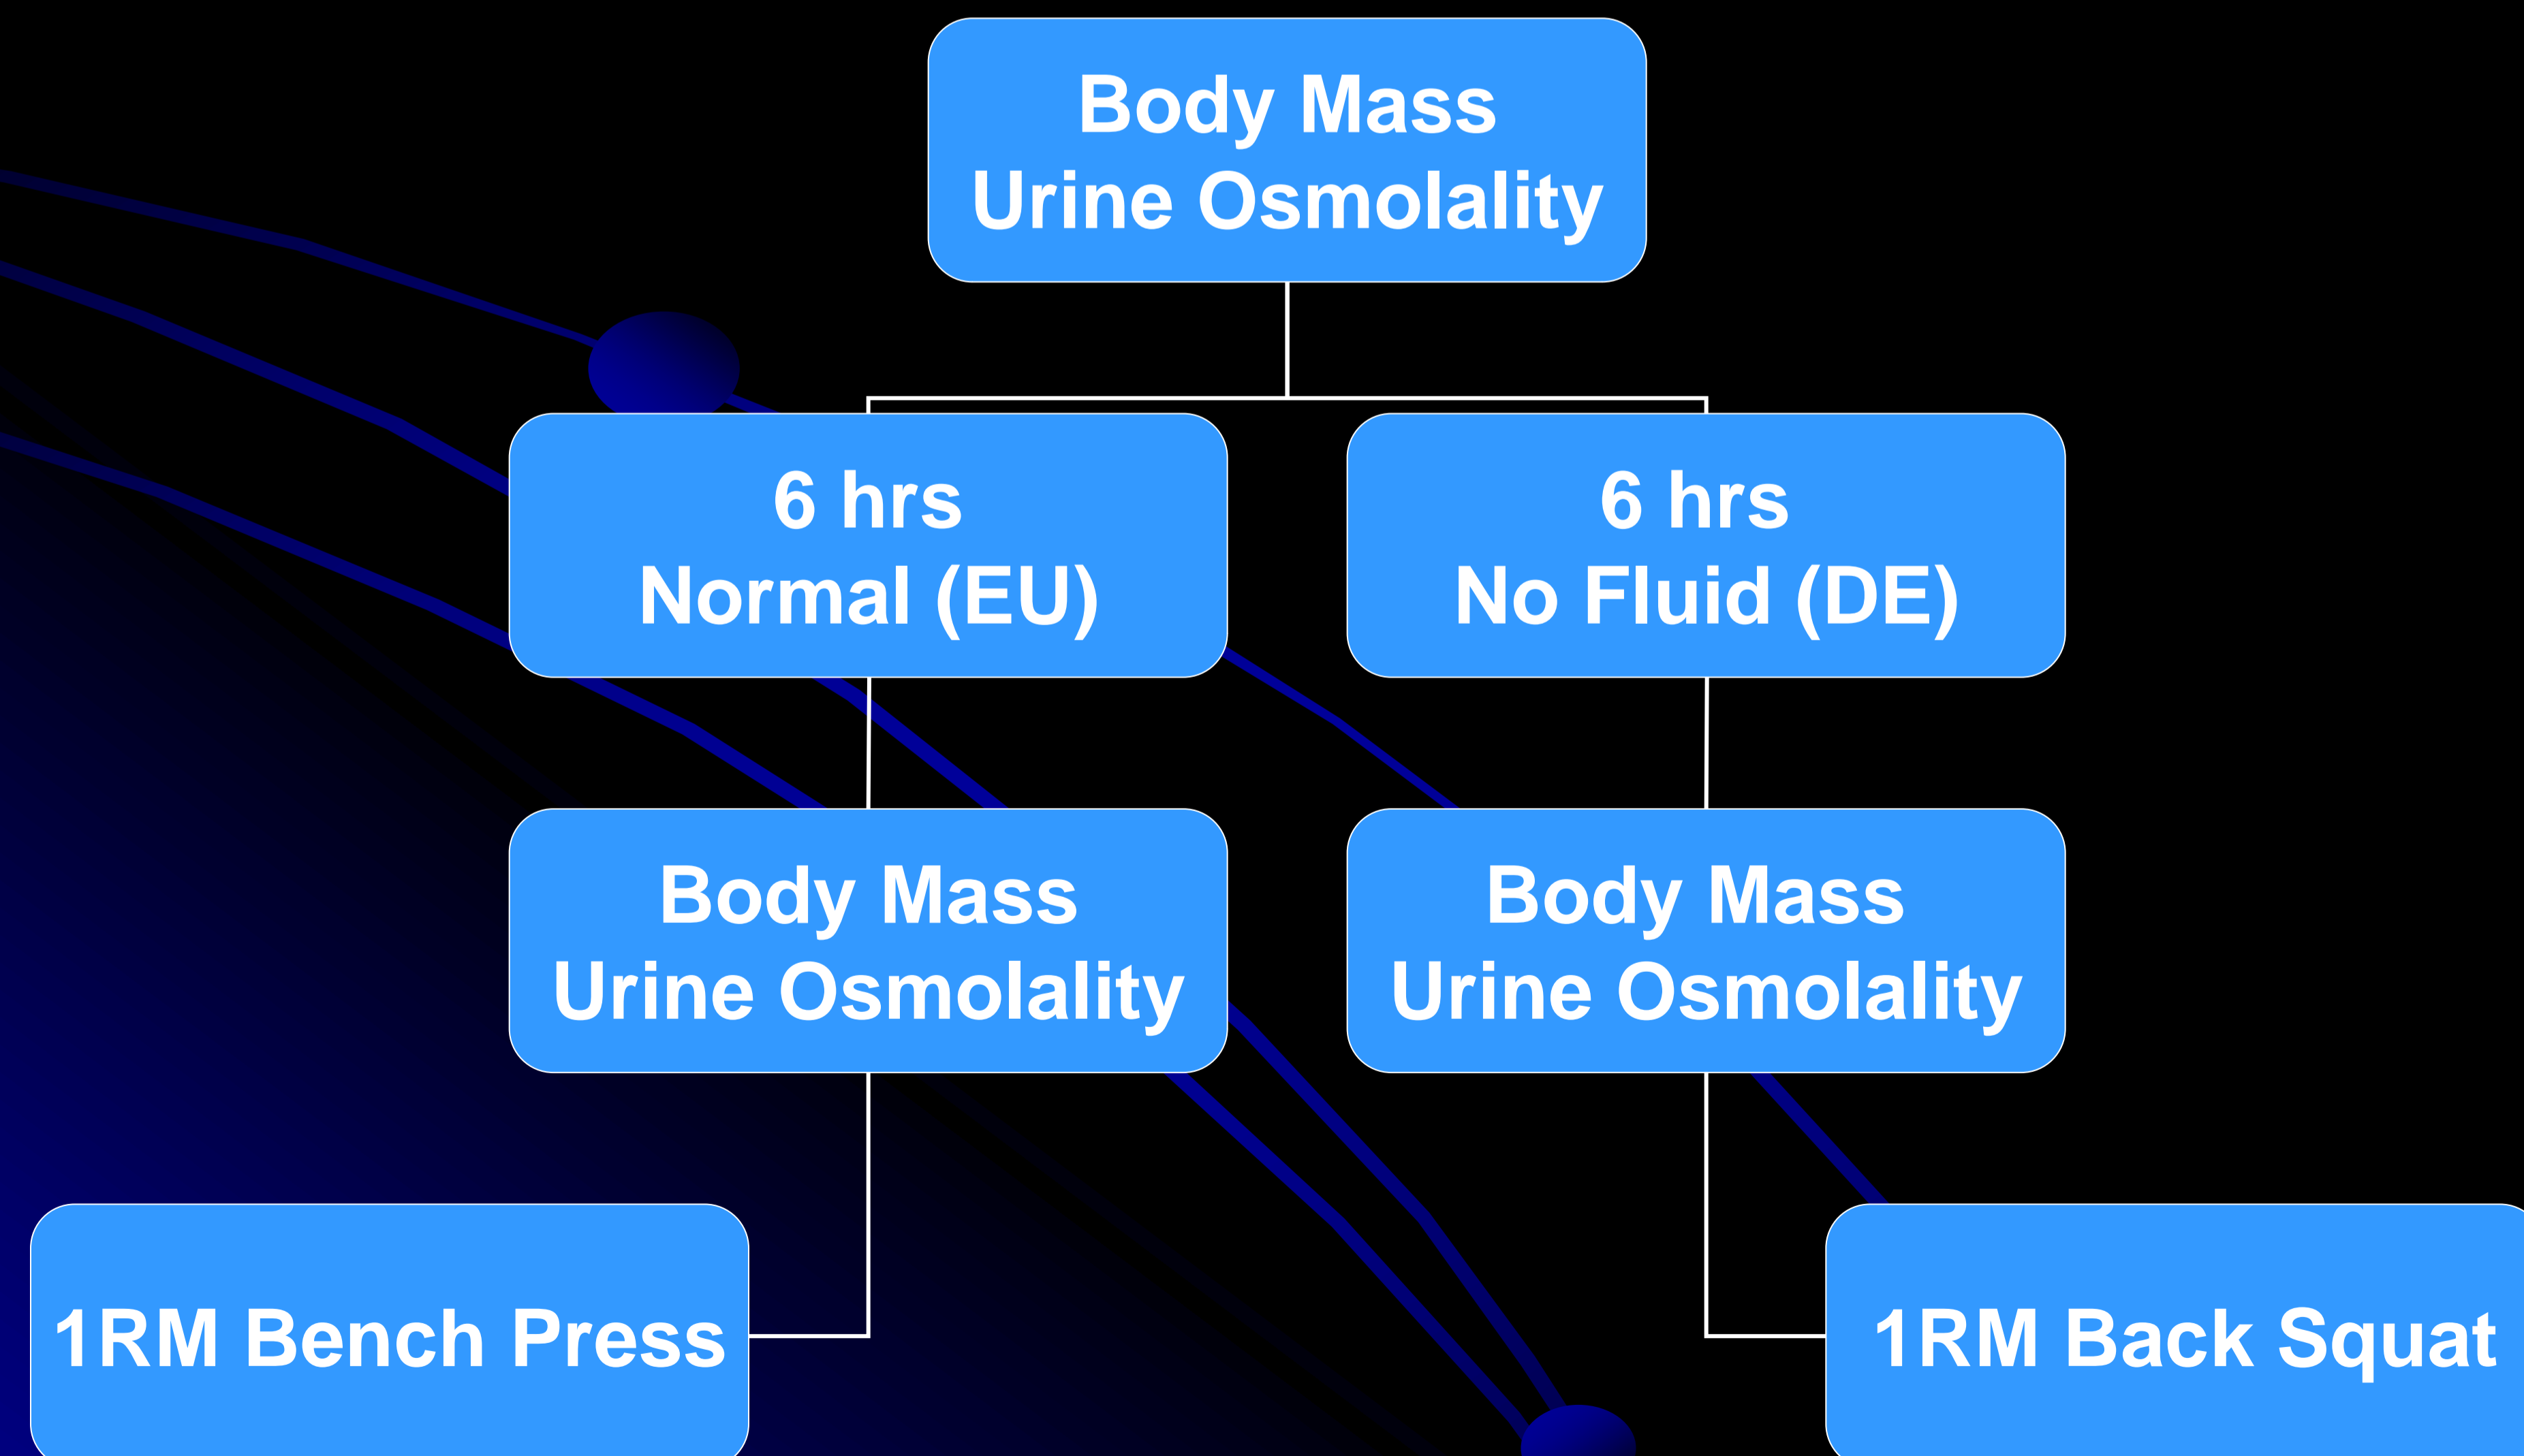 Body Mass
Urine Osmolality
6 hrs
Normal (EU)
6 hrs
No Fluid (DE)
Body Mass
Urine Osmolality
Body Mass
Urine Osmolality
1RM Bench Press
1RM Back Squat